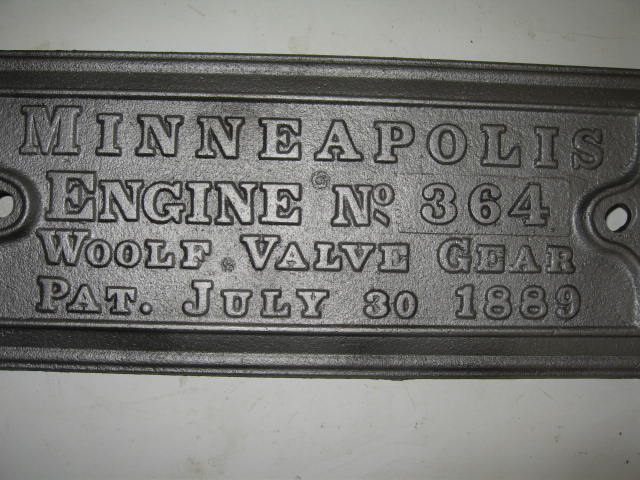 MINNEAPOLIS
ENGINE No. 364
WOOLF VALVE GEAR
PAT. JULY 30 1889